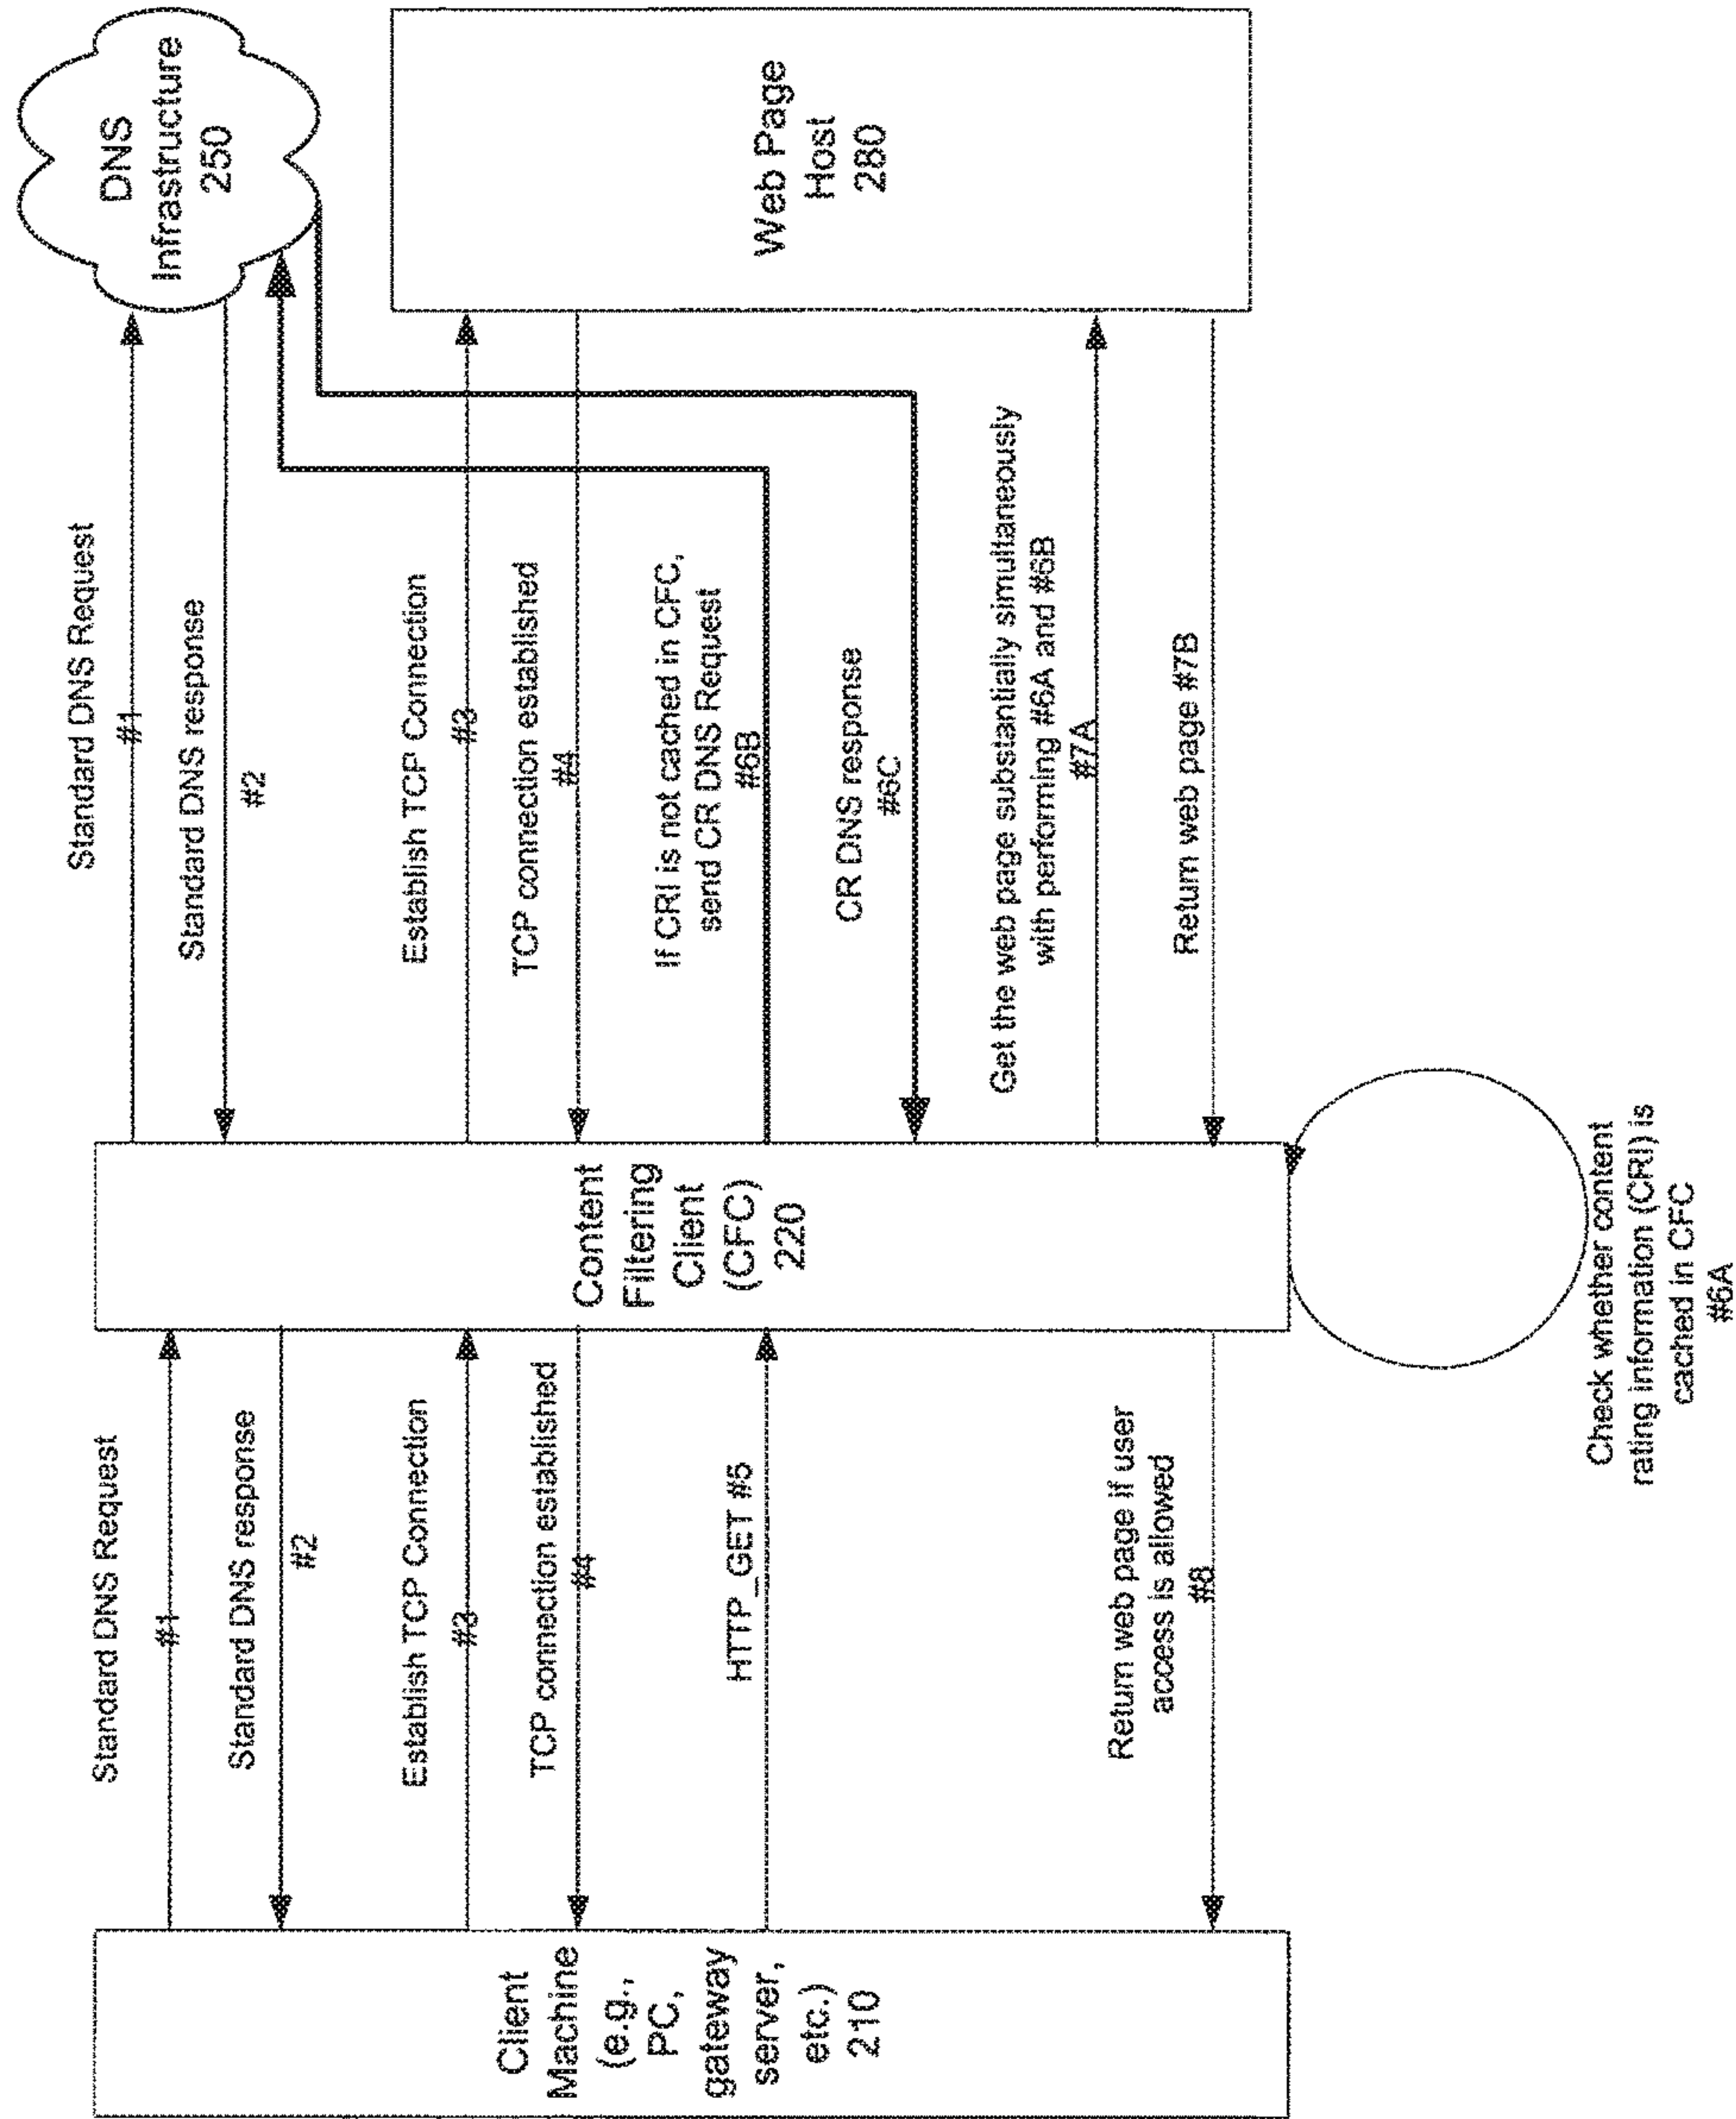 Client
Machine
(e.g.,
PC,
gateway
server,
etc.)
210
Standard DNS Request
#1
Standard DNS response
#2
Establish TCP Connection
#3
TCP connection established
#4
HTTP_GET #5
Return web page if user
access is allowed
#8
Content
Filtering
Client
(CFC)
220
Check whether content
rating information (CRI) is
cached in CFC
#6A
Standard DNS Request
#1
Standard DNS response
#2
Establish TCP Connection
#3
TCP connection established
#4
If CRI is not cached in CFC,
send CR DNS Request
#6B
CR DNS response
#6C
Get the web page substantially simultaneously
with performing #6A and #6B
#7A
Return web page #7B
DNS
Infrastructure
250
Web Page
Host
280